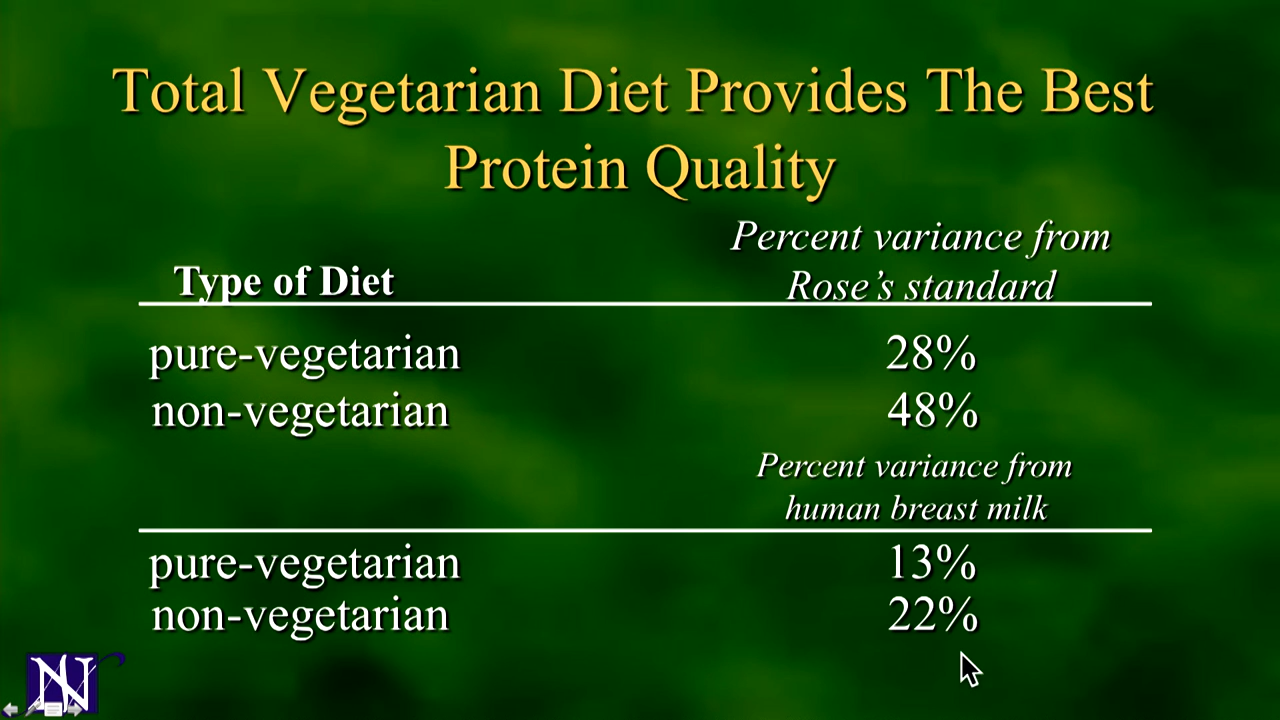 Total Vegetarian Diet Provides The Best
Protein Quality
Type of Diet
Percent variance from
Rose’s standard
pure-vegetarian 28%
non-vegetarian 48%
Percent variance from
human breast milk
pure-vegetarian 13%
non-vegetarian 22%